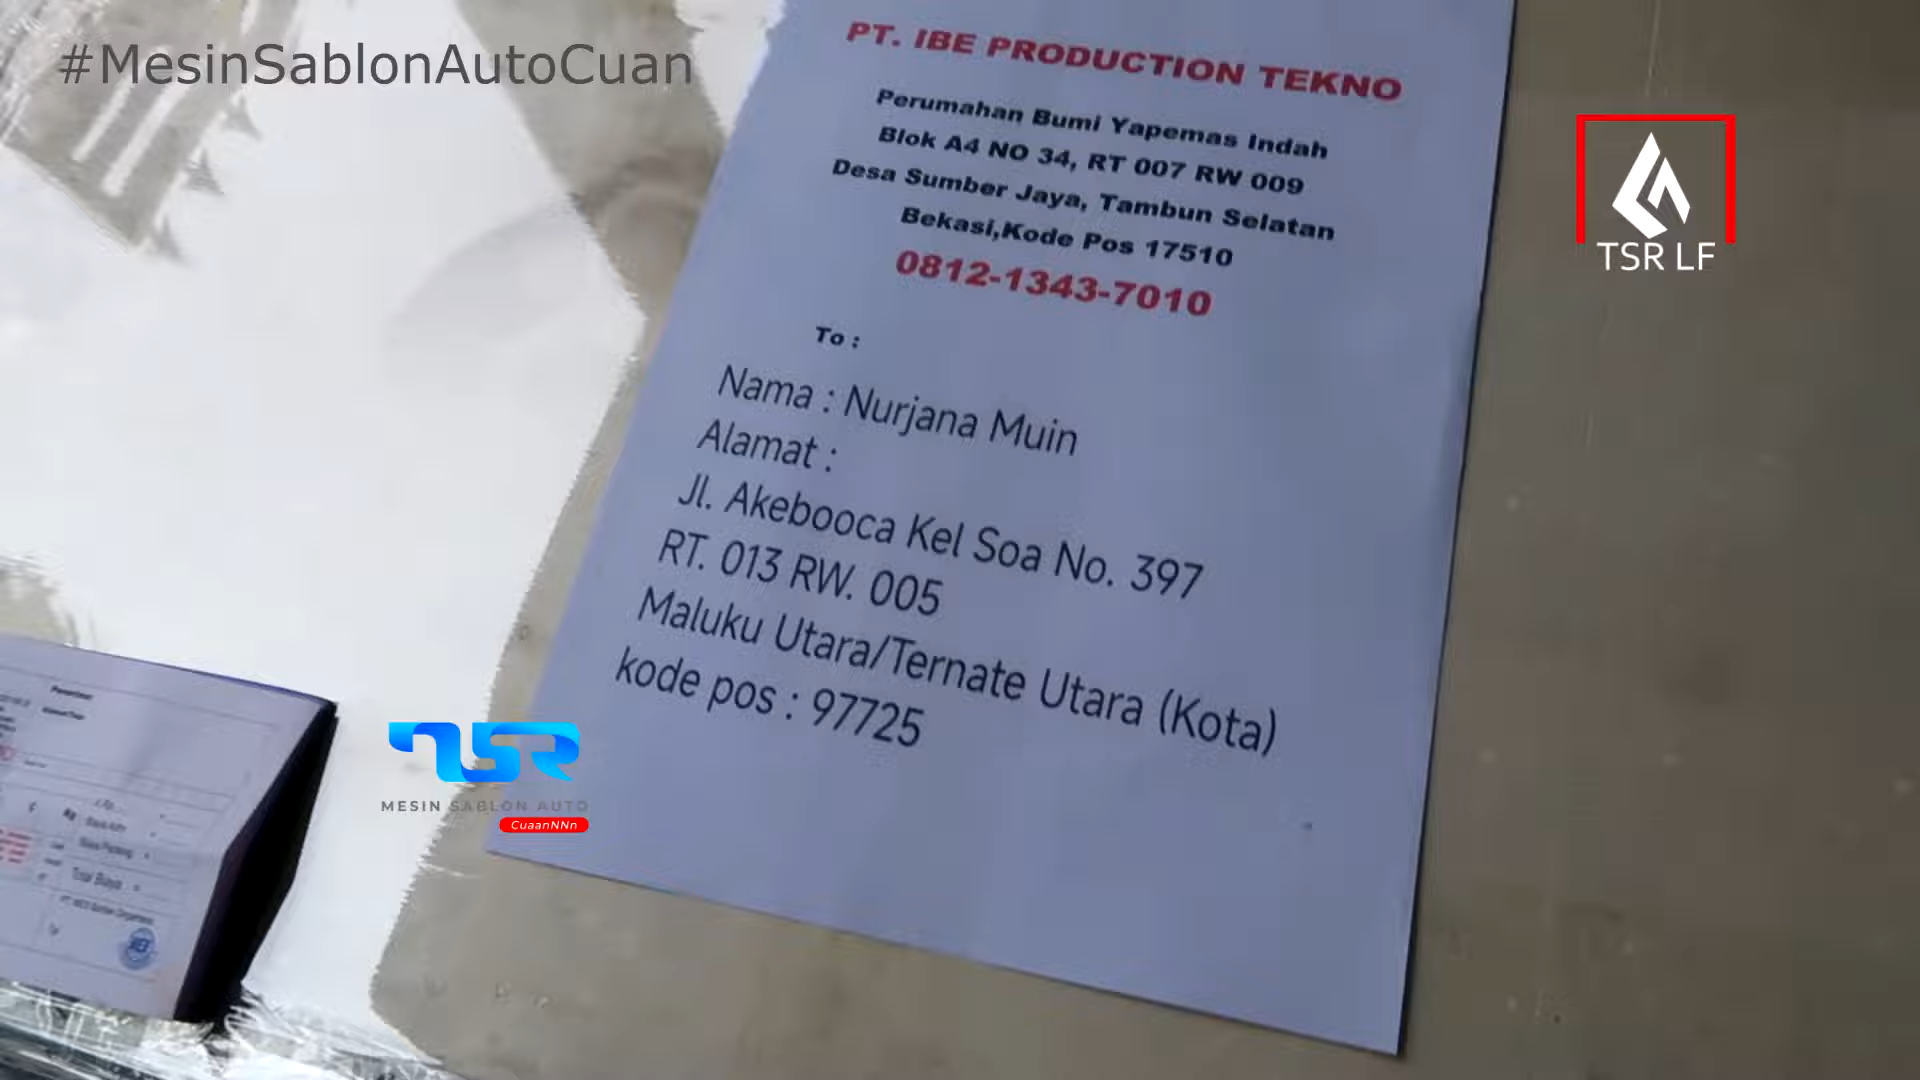 #MesinSablonAutoCuan
PT. IBE PRODUCTION TEKNO
Perumahan Bumi Yapemas Indah
Blok A4 NO 34, RT 007 RW 009
Desa Sumber Jaya, Tambun Selatan
Bekasi,Kode Pos 17510
0812-1343-7010
To :
Nama : Nurjana Muin
Alamat :
Jl. Akebooca Kel Soa No. 397
RT. 013 RW. 005
Maluku Utara/Ternate Utara (Kota)
kode pos : 97725
TSR LF
TSR
MESIN SABLON AUTO
CuaanNNn
Total Biaya